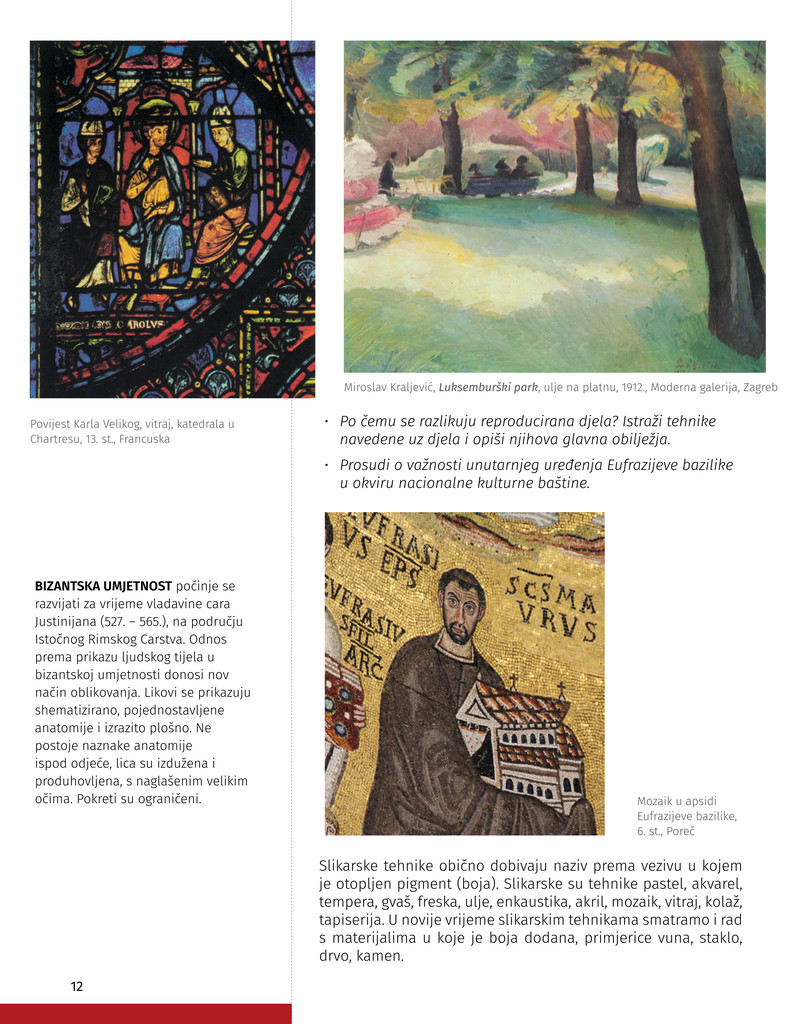 CAROLVS
Miroslav Kraljević, Luksemburški park, ulje na platnu, 1912., Moderna galerija, Zagreb
Povijest Karla Velikog, vitraj, katedrala u
Chartresu, 13. st., Francuska
• Po čemu se razlikuju reproducirana djela? Istraži tehnike
navedene uz djela i opiši njihova glavna obilježja.
• Prosudi o važnosti unutarnjeg uređenja Eufrazijeve bazilike
u okviru nacionalne kulturne baštine.
EVFRASI
VS EPS
SCS MA
VRVS
EVFRASIV
S FIL
ARC
BIZANTSKA UMJETNOST počinje se
razvijati za vrijeme vladavine cara
Justinijana (527. – 565.), na području
Istočnog Rimskog Carstva. Odnos
prema prikazu ljudskog tijela u
bizantskoj umjetnosti donosi nov
način oblikovanja. Likovi se prikazuju
shematizirano, pojednostavljene
anatomije i izrazito plošno. Ne
postoje naznake anatomije
ispod odjeće, lica su izdužena i
produhovljena, s naglašenim velikim
očima. Pokreti su ograničeni.
Mozaik u apsidi
Eufrazijeve bazilike,
6. st., Poreč
Slikarske tehnike obično dobivaju naziv prema vezivu u kojem
je otopljen pigment (boja). Slikarske su tehnike pastel, akvarel,
tempera, gvaš, freska, ulje, enkaustika, akril, mozaik, vitraj, kolaž,
tapiserija. U novije vrijeme slikarskim tehnikama smatramo i rad
s materijalima u koje je boja dodana, primjerice vuna, staklo,
drvo, kamen.
12